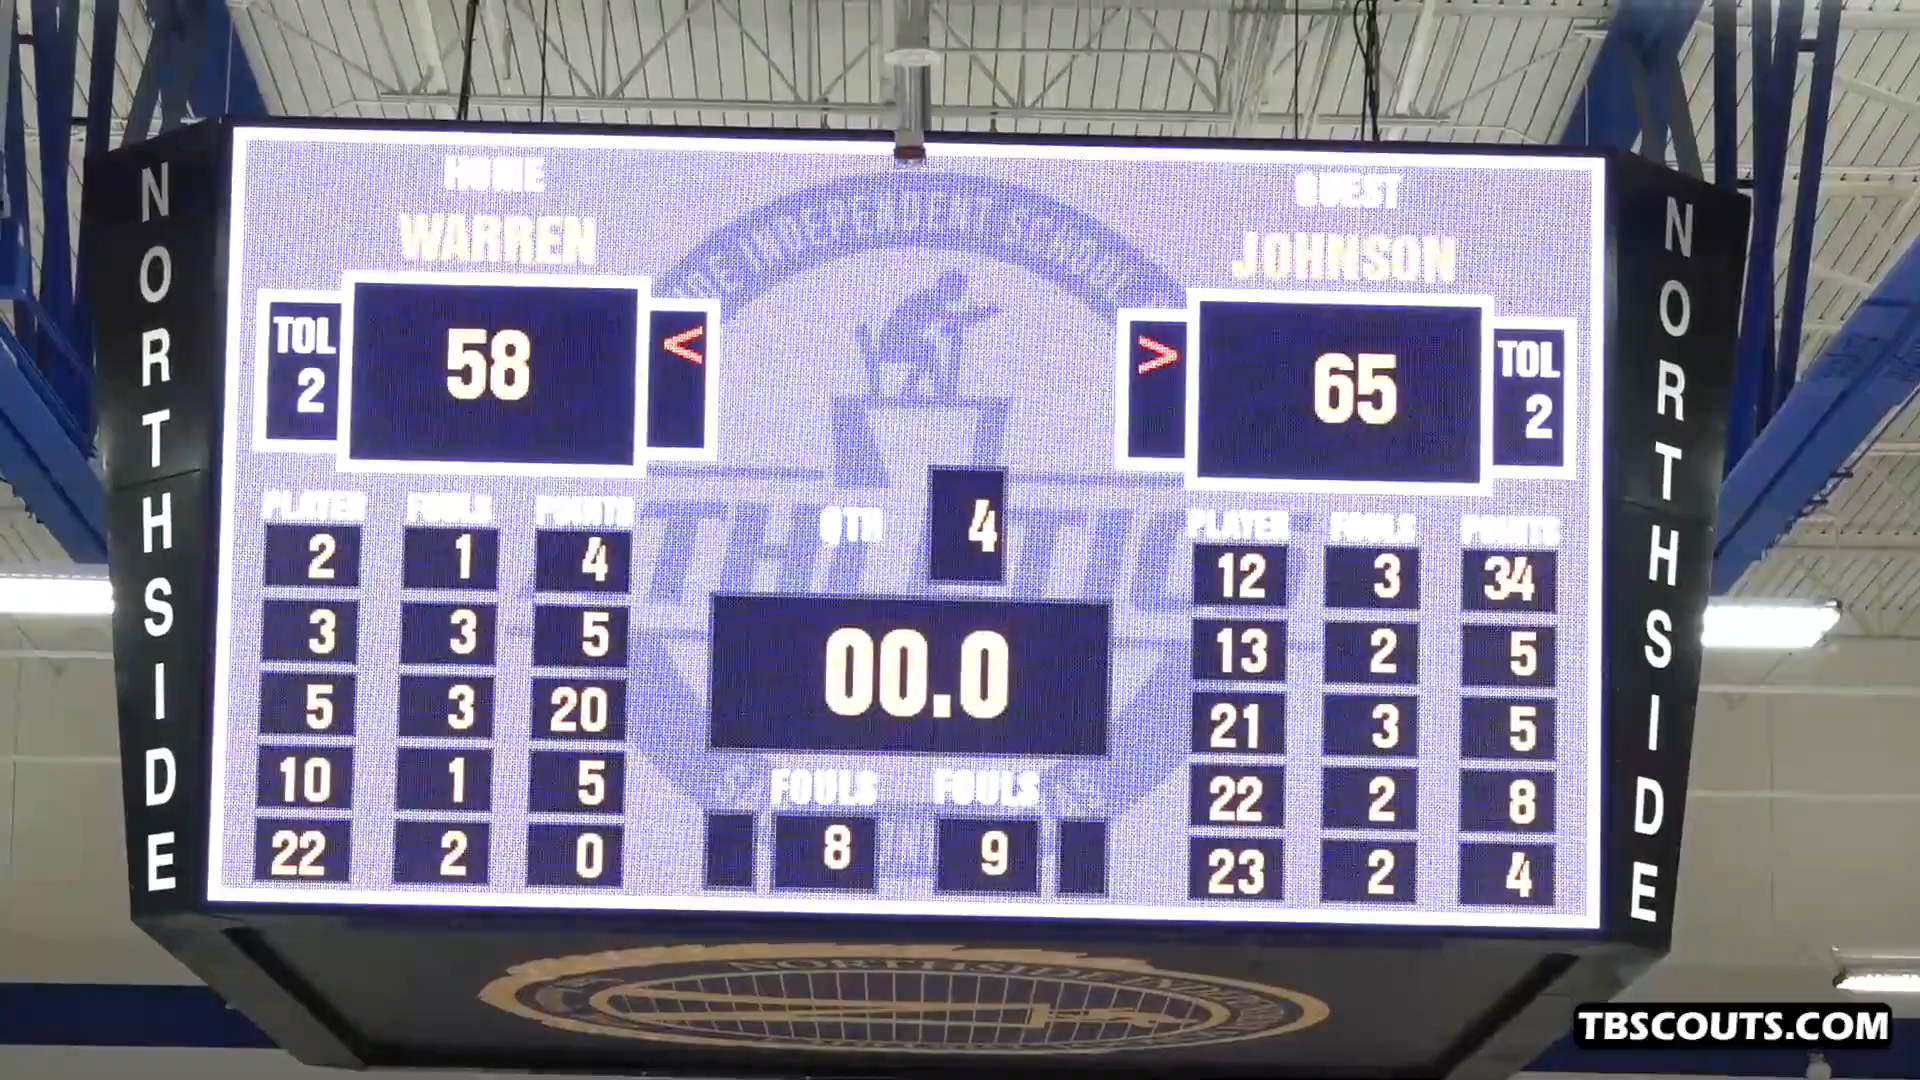 NORTHSIDE
HOME
WARREN
TOL
2
58
<
GUEST
JOHNSON
>
65
TOL
2
INDEPENDENT SCHOOL
QTR 4
00.0
FOULS FOULS
8 9
PLAYER FOULS POINTS
2 1 4
3 3 5
5 3 20
10 1 5
22 2 0
PLAYER FOULS POINTS
12 3 34
13 2 5
21 3 5
22 2 8
23 2 4
NORTHSIDE
NORTHSIDE
TBSCOUTS.COM